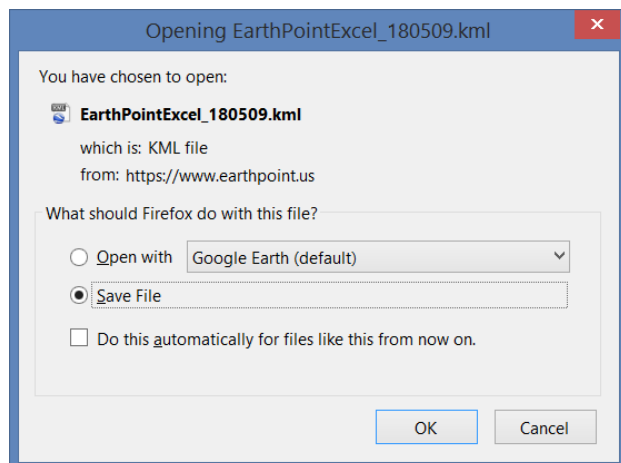 Opening EarthPointExcel_180509.kml
x
You have chosen to open:
KML
EarthPointExcel_180509.kml
which is: KML file
from: https://www.earthpoint.us
What should Firefox do with this file?
Open with Google Earth (default)
Save File
Do this automatically for files like this from now on.
OK Cancel